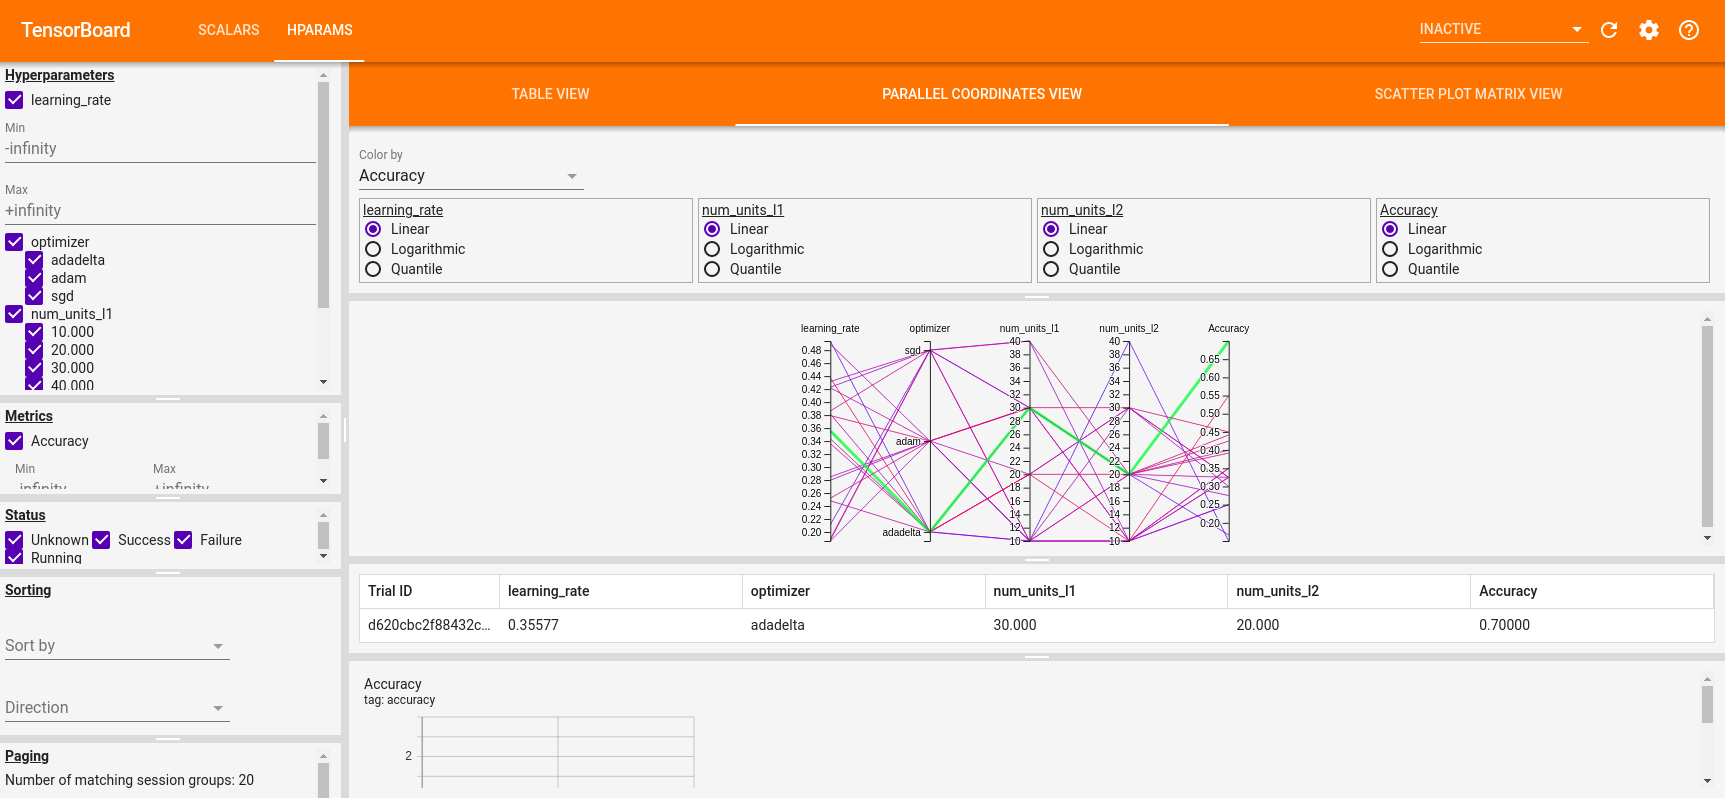 TensorBoard SCALARS HPARAMS INACTIVE
Hyperparameters
learning_rate
Min
-infinity
Max
+infinity
optimizer
adadelta
adam
sgd
num_units_l1
10.000
20.000
30.000
40.000
Metrics
Accuracy
Min Max
-infinity +infinity
Status
Unknown Success Failure
Running
Sorting
Sort by
Direction
Paging
Number of matching session groups: 20
TABLE VIEW PARALLEL COORDINATES VIEW SCATTER PLOT MATRIX VIEW
Color by
Accuracy
learning_rate
Linear
Logarithmic
Quantile
num_units_l1
Linear
Logarithmic
Quantile
num_units_l2
Linear
Logarithmic
Quantile
Accuracy
Linear
Logarithmic
Quantile
learning_rate
0.48
0.46
0.44
0.42
0.40
0.38
0.36
0.34
0.32
0.30
0.28
0.26
0.24
0.22
0.20
optimizer
sgd
adam
adadelta
num_units_l1
40
38
36
34
32
30
28
26
24
22
20
18
16
14
12
10
num_units_l2
40
38
36
34
32
30
28
26
24
22
20
18
16
14
12
10
Accuracy
0.65
0.60
0.55
0.50
0.45
0.40
0.35
0.30
0.25
0.20
Trial ID learning_rate optimizer num_units_l1 num_units_l2 Accuracy
d620cbc2f88432c... 0.35577 adadelta 30.000 20.000 0.70000
Accuracy
tag: accuracy
2